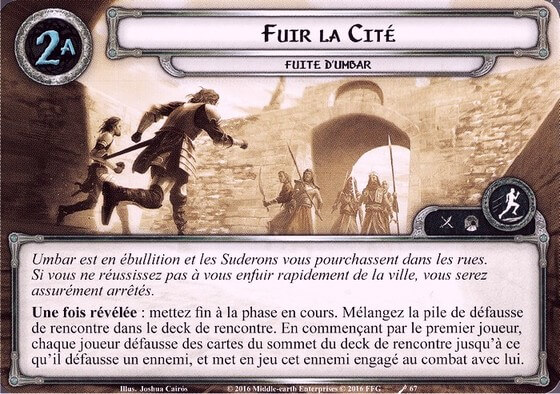 2A
Fuir la Cité
Fuite d'Umbar
Umbar est en ébullition et les Suderons vous pourchassent dans les rues.
Si vous ne réussissez pas à vous enfuir rapidement de la ville, vous serez
assurément arrêtés.
Une fois révélée : mettez fin à la phase en cours. Mélangez la pile de défausse
de rencontre dans le deck de rencontre. En commençant par le premier joueur,
chaque joueur défausse des cartes du sommet du deck de rencontre jusqu'à ce
qu'il défausse un ennemi, et met en jeu cet ennemi engagé au combat avec lui.
Illus. Joshua Cairós © 2016 Middle-earth Enterprises © 2016 FFG 67